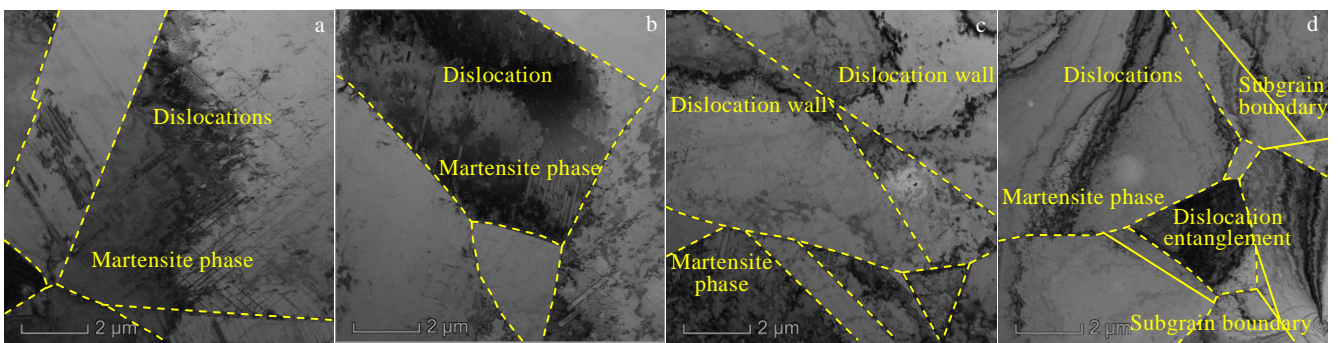 a
Dislocations
Martensite phase
2 μm
b
Dislocation
Martensite phase
2 μm
c
Dislocation wall
Dislocation wall
Martensite
phase
2 μm
d
Dislocations
Subgrain
boundary
Martensite phase
Dislocation
entanglement
Subgrain boundary
2 μm